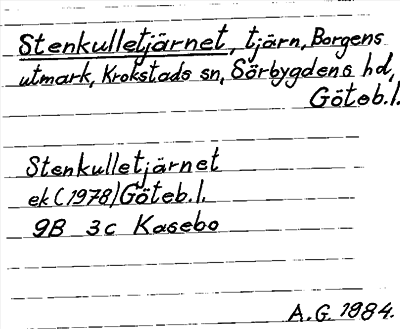 Stenkulletjärnet, tjärn, Borgens
utmark, Krokstads sn, Sörbygdens hd,
Göteb.l.
Stenkulletjärnet
ek (1978) Göteb.l.
9B 3c Kasebo
A.G. 1984.